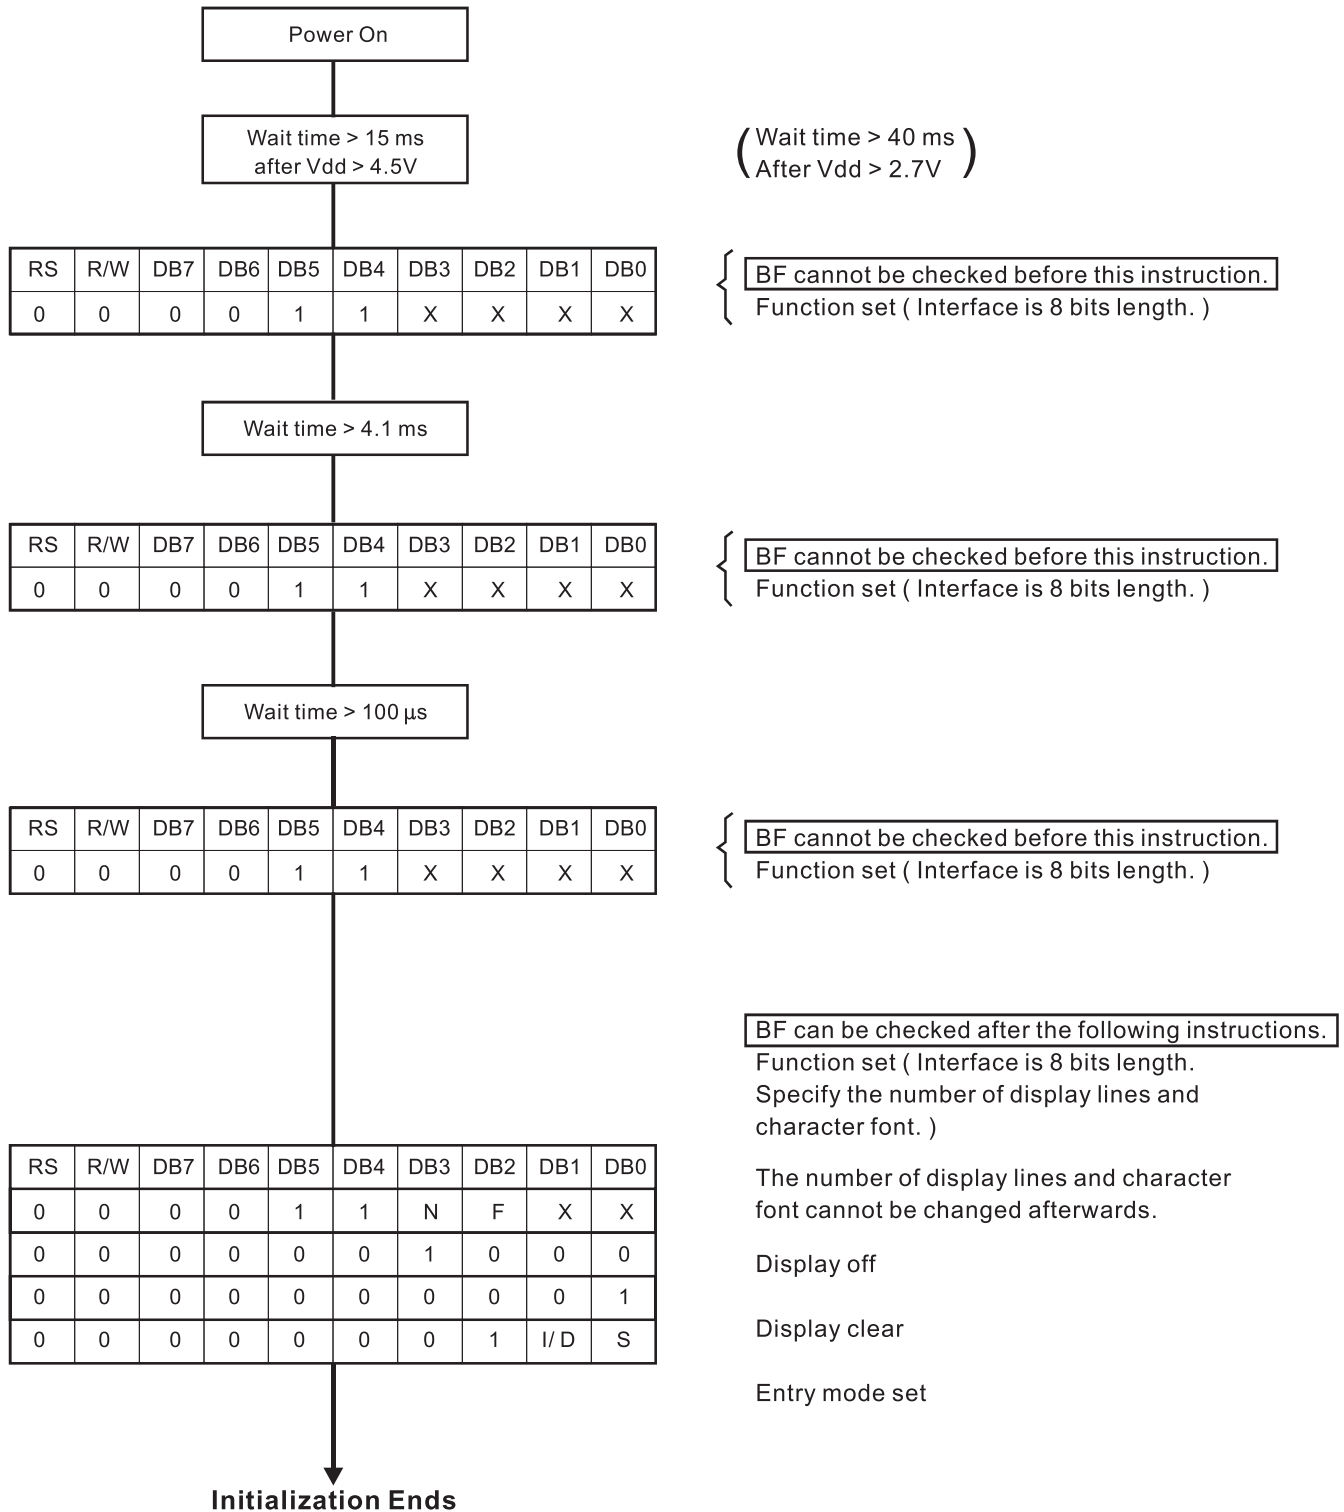 Power On
Wait time > 15 ms
after Vdd > 4.5V
(Wait time > 40 ms
After Vdd > 2.7V)
RS R/W DB7 DB6 DB5 DB4 DB3 DB2 DB1 DB0
0 0 0 0 1 1 X X X X
BF cannot be checked before this instruction.
Function set ( Interface is 8 bits length. )
Wait time > 4.1 ms
RS R/W DB7 DB6 DB5 DB4 DB3 DB2 DB1 DB0
0 0 0 0 1 1 X X X X
BF cannot be checked before this instruction.
Function set ( Interface is 8 bits length. )
Wait time > 100 µs
RS R/W DB7 DB6 DB5 DB4 DB3 DB2 DB1 DB0
0 0 0 0 1 1 X X X X
BF cannot be checked before this instruction.
Function set ( Interface is 8 bits length. )
BF can be checked after the following instructions.
Function set ( Interface is 8 bits length.
Specify the number of display lines and
character font. )
RS R/W DB7 DB6 DB5 DB4 DB3 DB2 DB1 DB0
0 0 0 0 1 1 N F X X
0 0 0 0 0 0 1 0 0 0
0 0 0 0 0 0 0 0 0 1
0 0 0 0 0 0 0 1 I/ D S
The number of display lines and character
font cannot be changed afterwards.
Display off
Display clear
Entry mode set
Initialization Ends